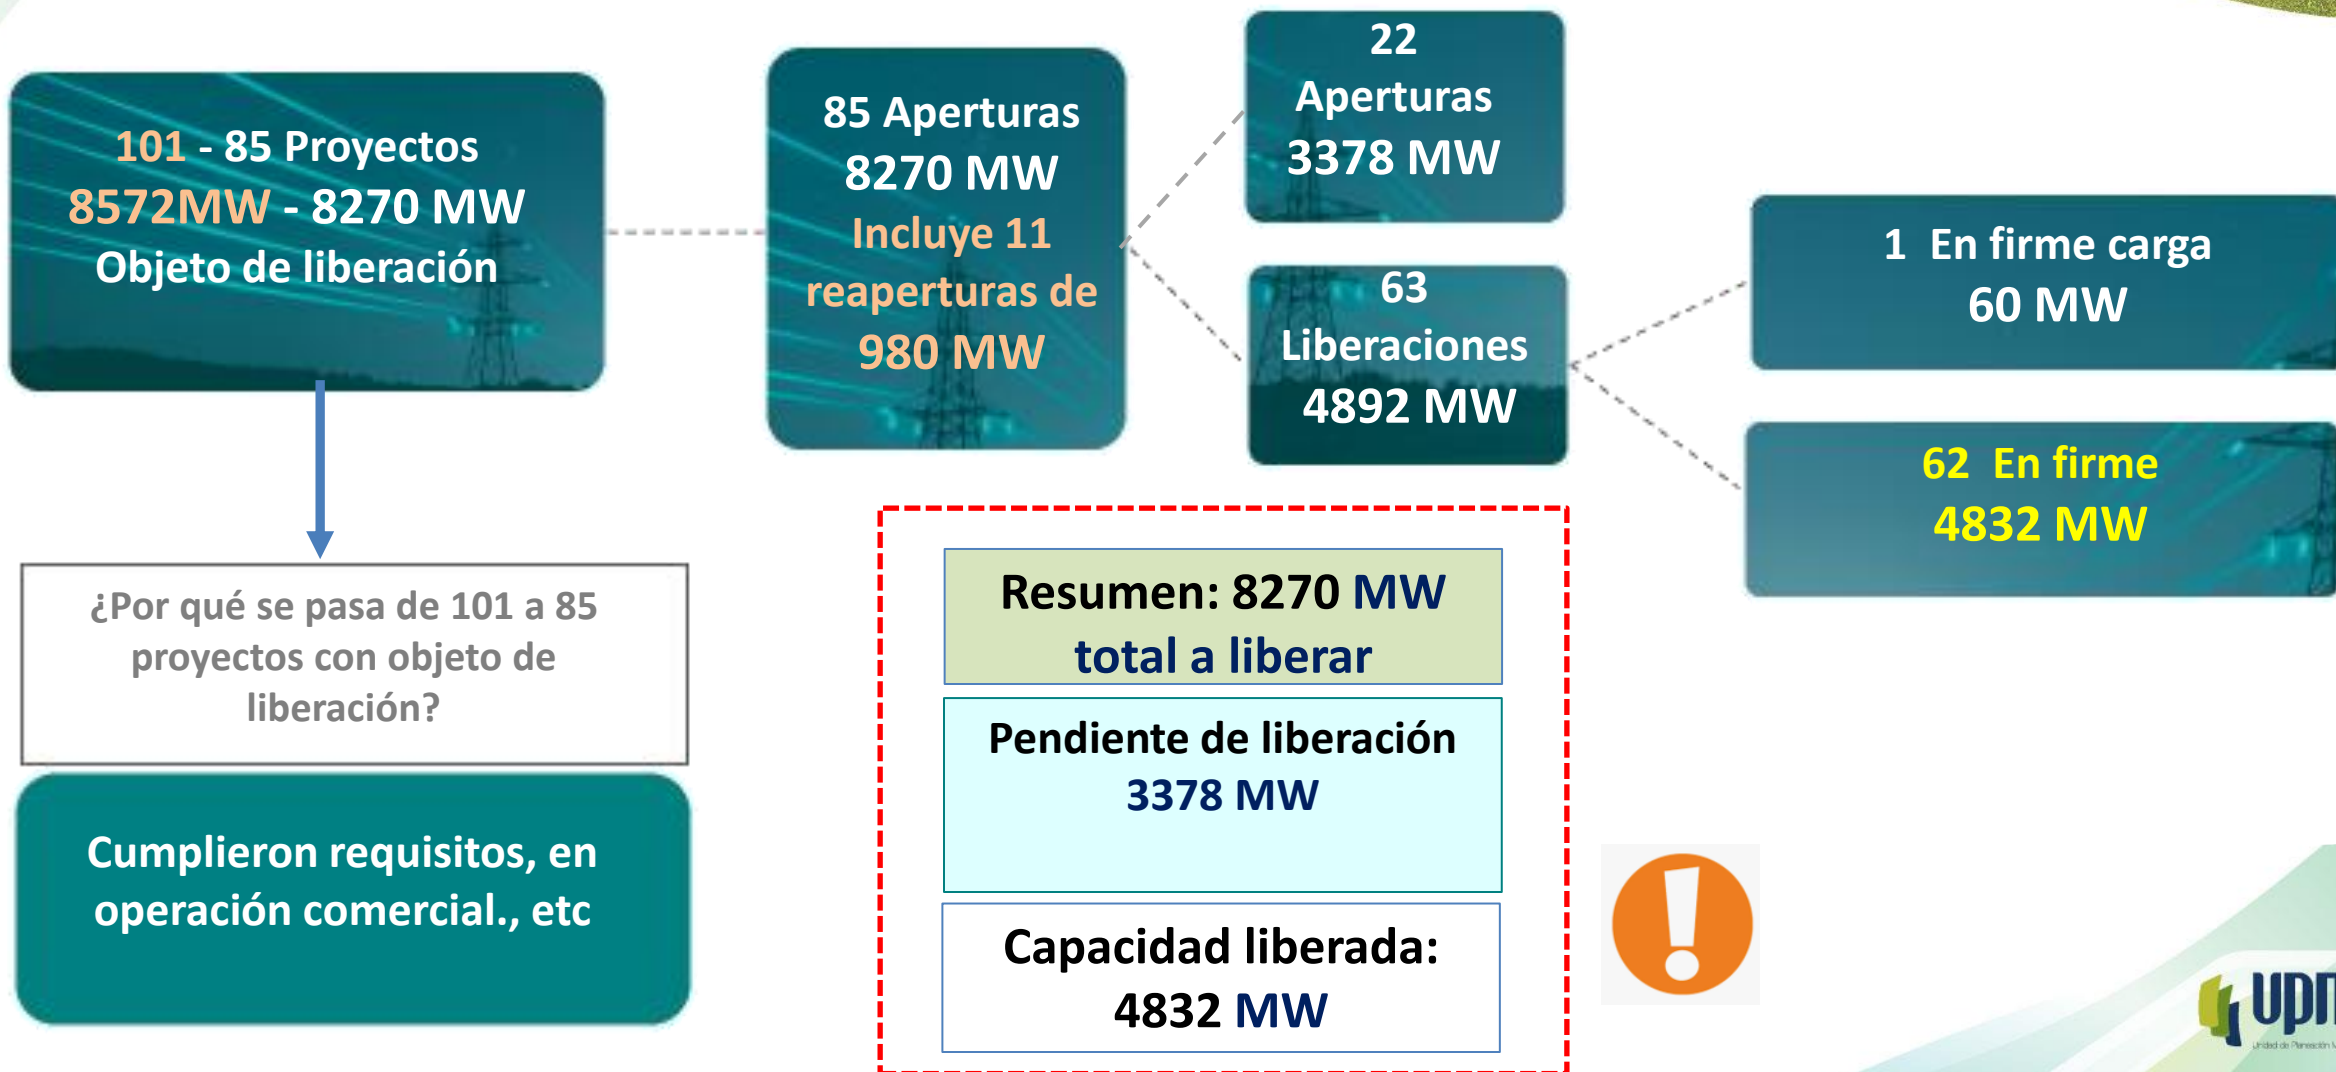 101 - 85 Proyectos
8572MW - 8270 MW
Objeto de liberación
¿Por qué se pasa de 101 a 85
proyectos con objeto de
liberación?
Cumplieron requisitos, en
operación comercial., etc
85 Aperturas
8270 MW
Incluye 11
reaperturas de
980 MW
22
Aperturas
3378 MW
63
Liberaciones
4892 MW
1 En firme carga
60 MW
62 En firme
4832 MW
Resumen: 8270 MW
total a liberar
Pendiente de liberación
3378 MW
Capacidad liberada:
4832 MW
Unidad de Planeación